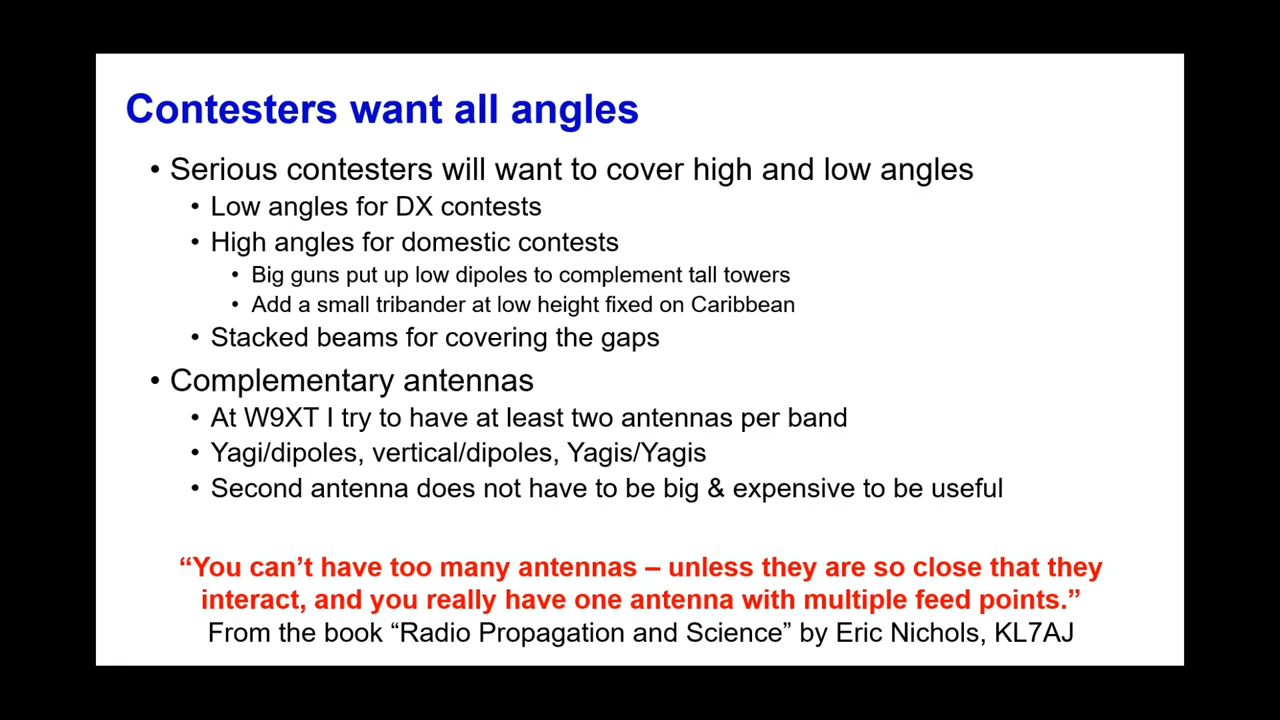 Contesters want all angles
• Serious contesters will want to cover high and low angles
• Low angles for DX contests
• High angles for domestic contests
• Big guns put up low dipoles to complement tall towers
• Add a small tribander at low height fixed on Caribbean
• Stacked beams for covering the gaps
• Complementary antennas
• At W9XT I try to have at least two antennas per band
• Yagi/dipoles, vertical/dipoles, Yagis/Yagis
• Second antenna does not have to be big & expensive to be useful
“You can’t have too many antennas – unless they are so close that they
interact, and you really have one antenna with multiple feed points.”
From the book “Radio Propagation and Science” by Eric Nichols, KL7AJ